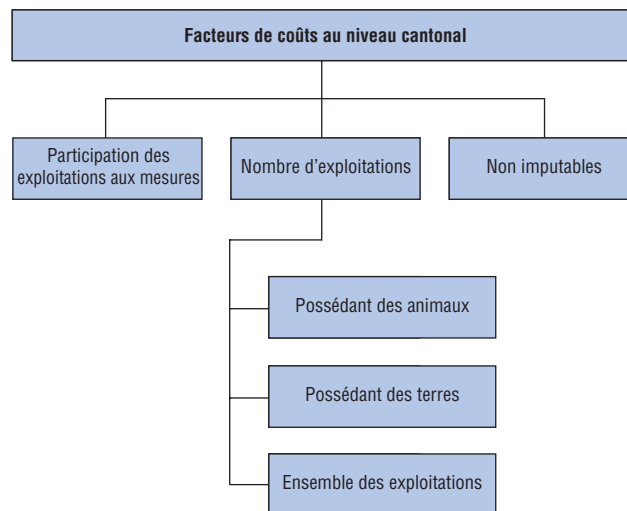 Facteurs de coûts au niveau cantonal
Participation des
exploitations aux mesures
Nombre d'exploitations
Non imputables
Possédant des animaux
Possédant des terres
Ensemble des exploitations